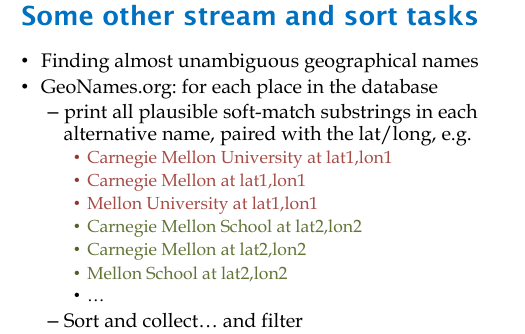 Some other stream and sort tasks
• Finding almost unambiguous geographical names
• GeoNames.org: for each place in the database
– print all plausible soft-match substrings in each
alternative name, paired with the lat/long, e.g.
• Carnegie Mellon University at lat1,lon1
• Carnegie Mellon at lat1,lon1
• Mellon University at lat1,lon1
• Carnegie Mellon School at lat2,lon2
• Carnegie Mellon at lat2,lon2
• Mellon School at lat2,lon2
• …
– Sort and collect… and filter